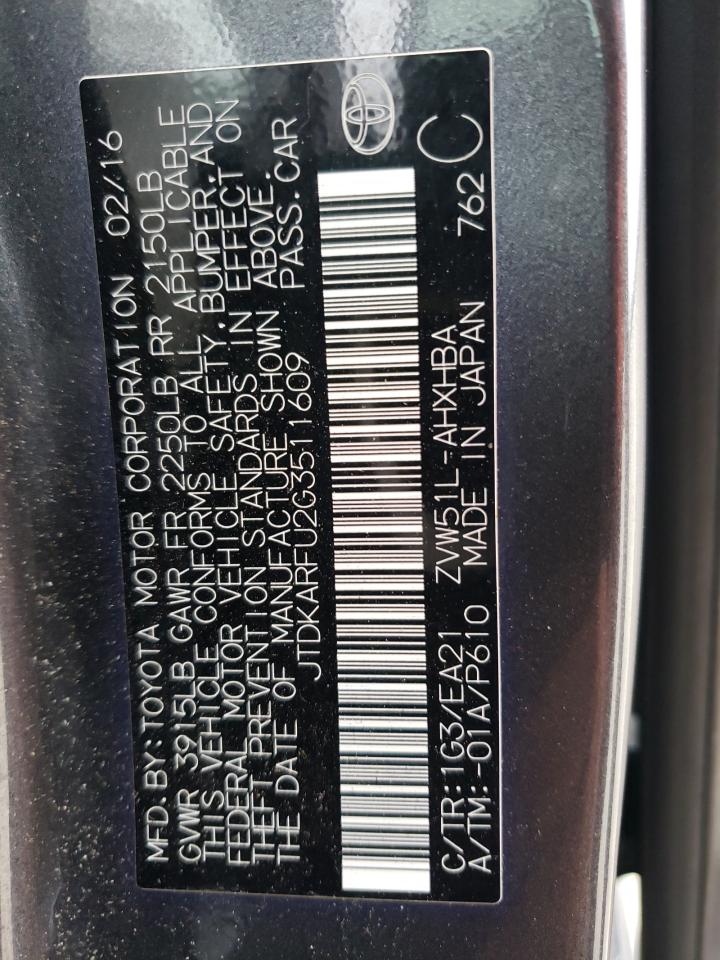 MFD. BY: TOYOTA MOTOR CORPORATION 02/16
GVWR 3915LB GAWR FR 2250LB RR 2150LB
THIS VEHICLE CONFORMS TO ALL APPLICABLE
FEDERAL MOTOR VEHICLE SAFETY, BUMPER, AND
THEFT PREVENTION STANDARDS IN EFFECT ON
THE DATE OF MANUFACTURE SHOWN ABOVE.
JTDKARFU2G3511609 PASS. CAR
C/TR: 1G3/EA21 ZVW51L-AHXHBA
A/TM: -01A/P610 MADE IN JAPAN 762 C